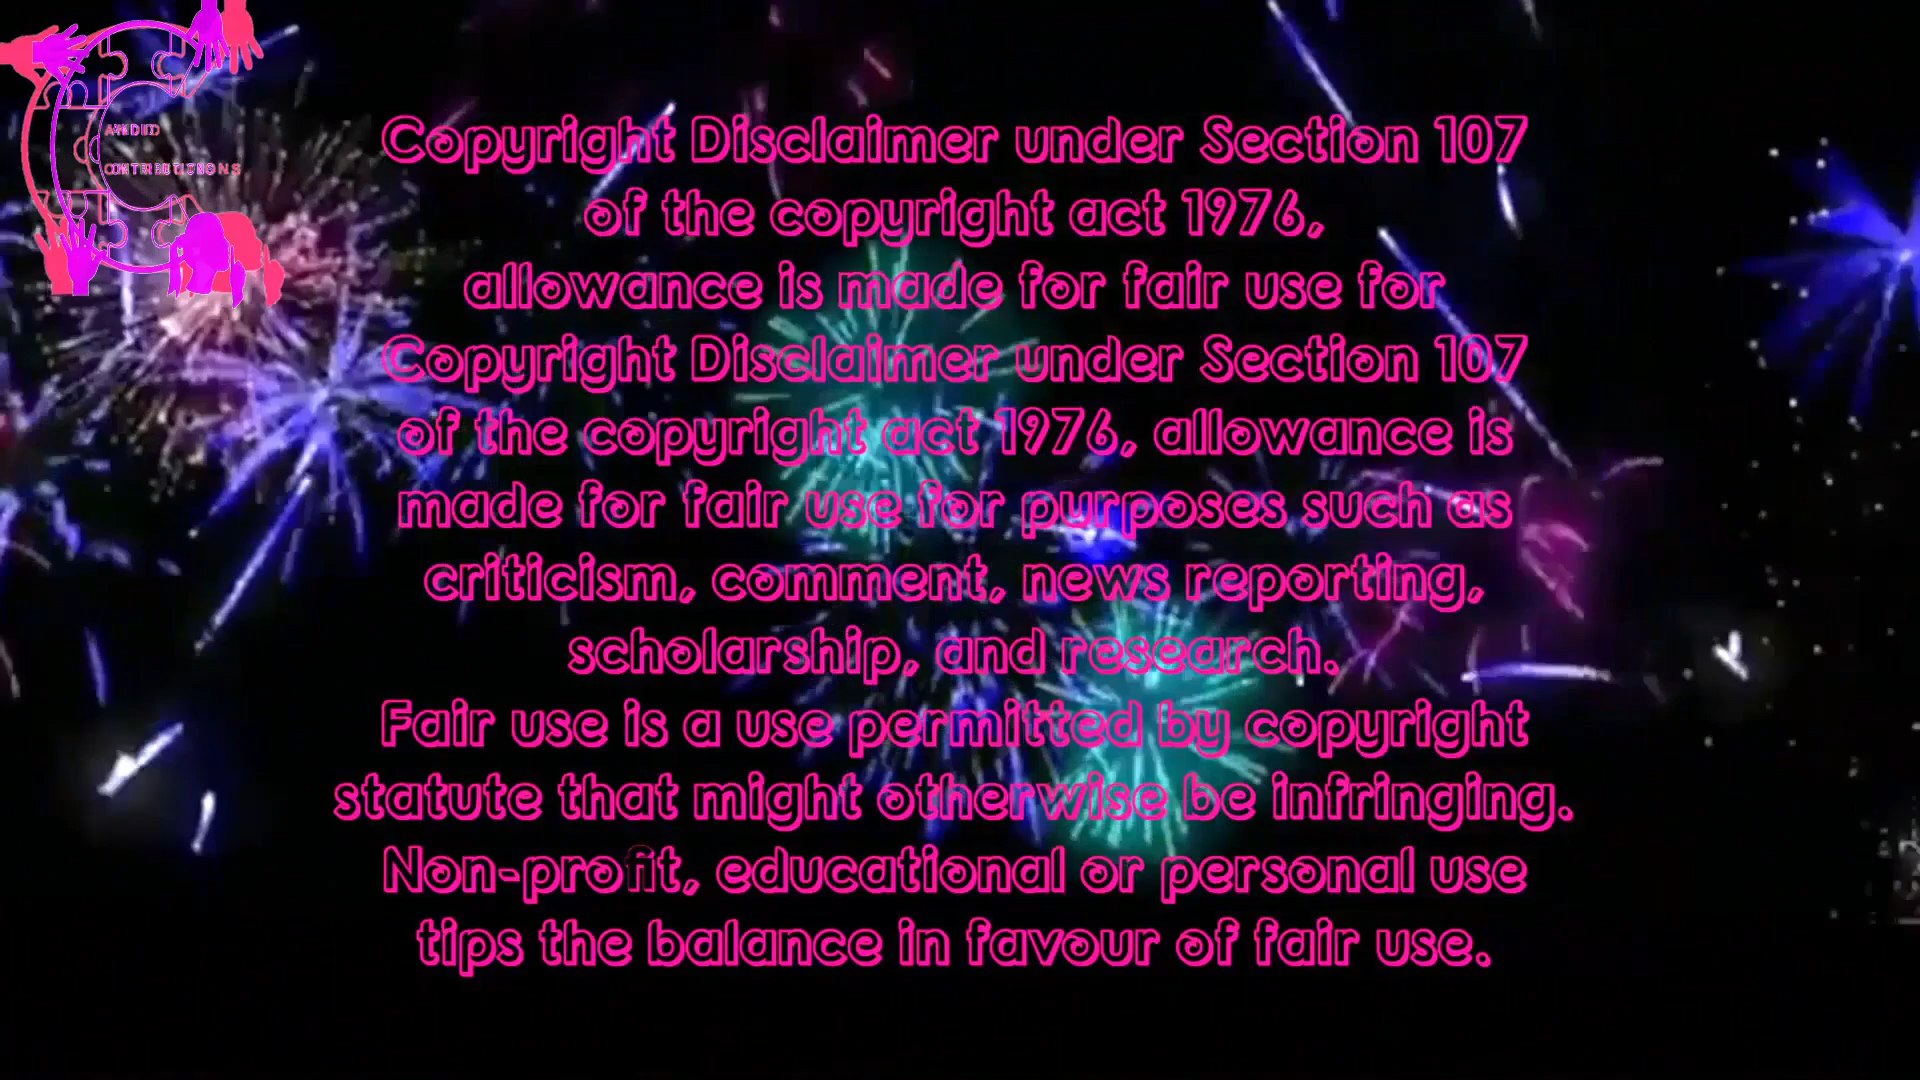 Copyright Disclaimer under Section 107
of the copyright act 1976,
allowance is made for fair use for
Copyright Disclaimer under Section 107
of the copyright act 1976, allowance is
made for fair use for purposes such as
criticism, comment, news reporting,
scholarship, and research.
Fair use is a use permitted by copyright
statute that might otherwise be infringing.
Non-profit, educational or personal use
tips the balance in favour of fair use.